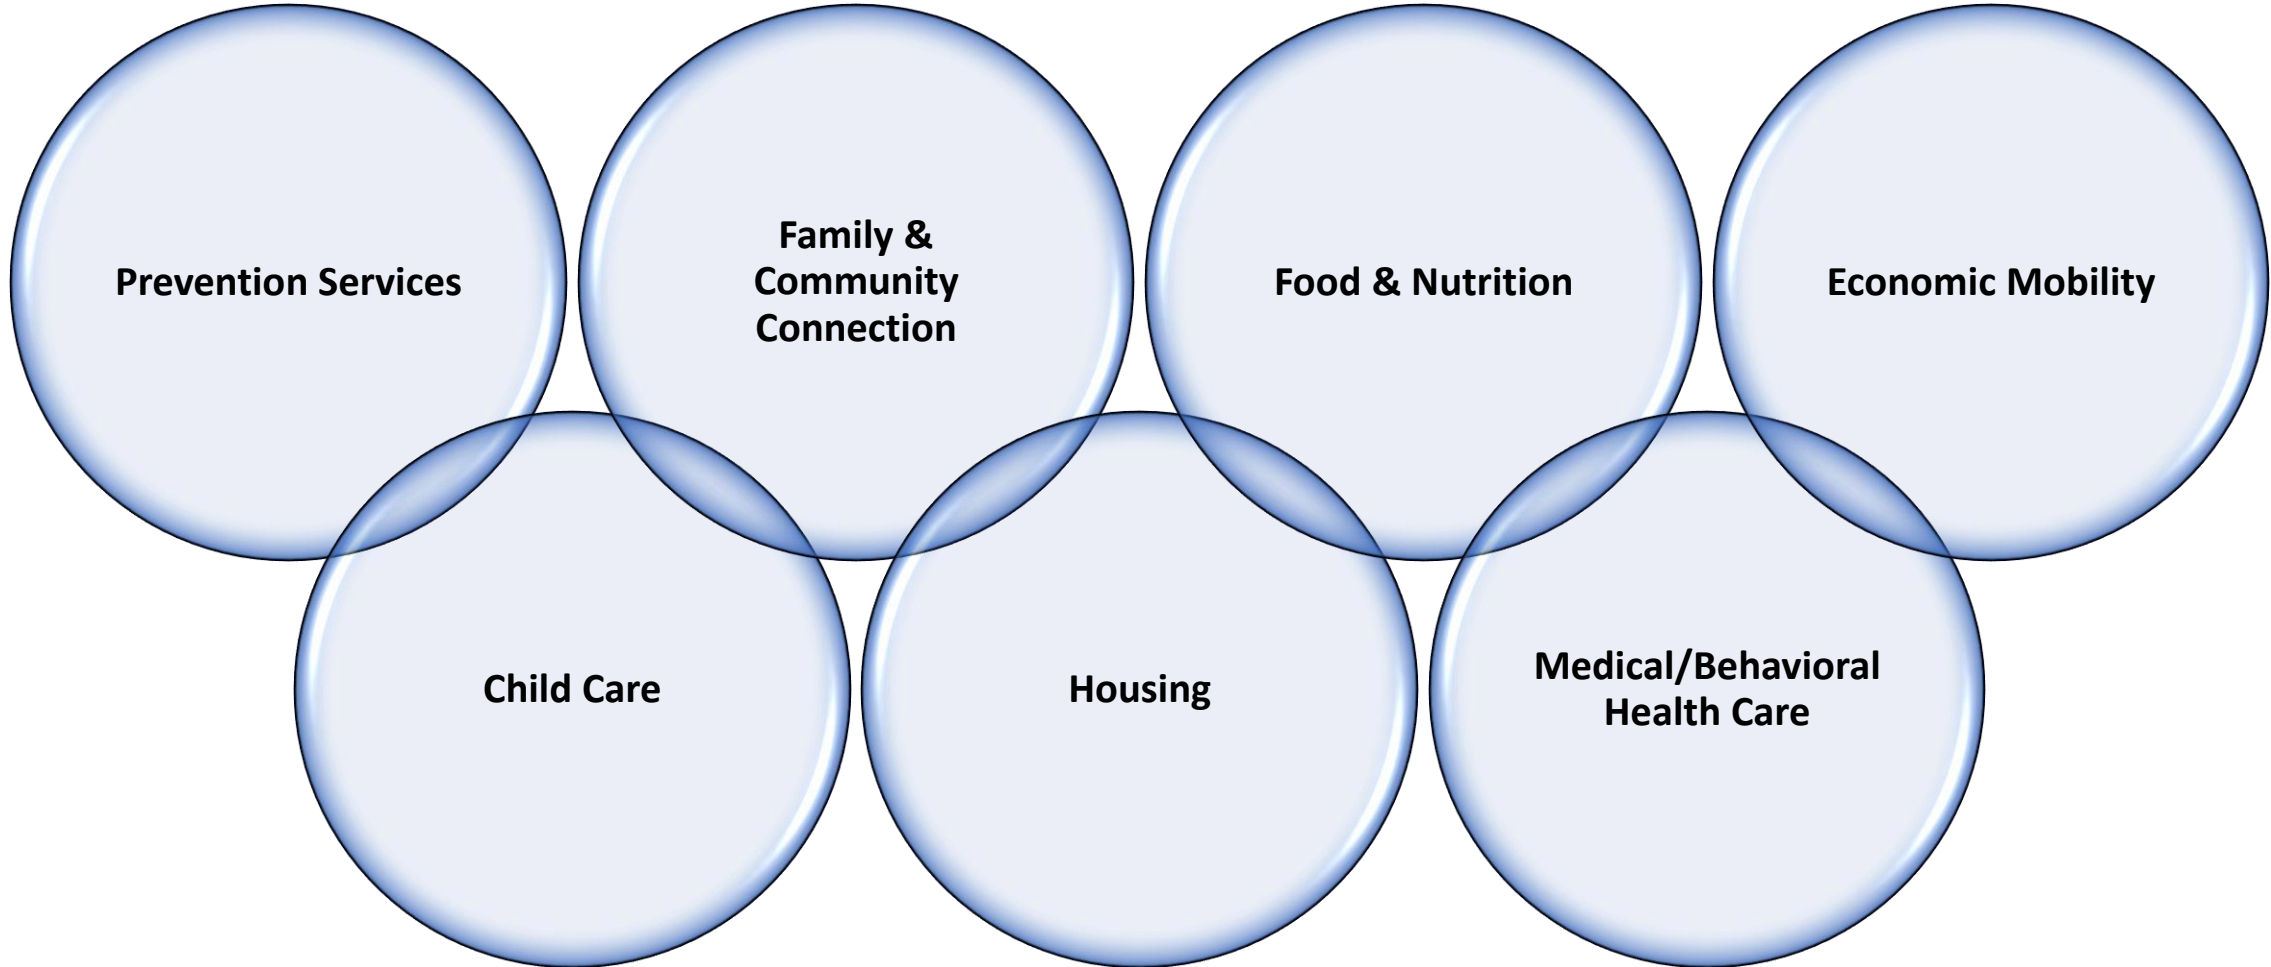 Prevention Services
Family &
Community
Connection
Food & Nutrition
Economic Mobility
Child Care
Housing
Medical/Behavioral
Health Care